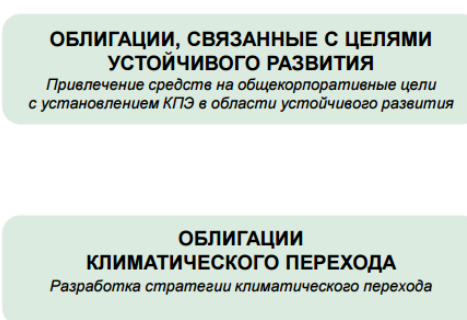 ОБЛИГАЦИИ, СВЯЗАННЫЕ С ЦЕЛЯМИ
УСТОЙЧИВОГО РАЗВИТИЯ
Привлечение средств на общекорпоративные цели
с установлением КПЭ в области устойчивого развития
ОБЛИГАЦИИ
КЛИМАТИЧЕСКОГО ПЕРЕХОДА
Разработка стратегии климатического перехода